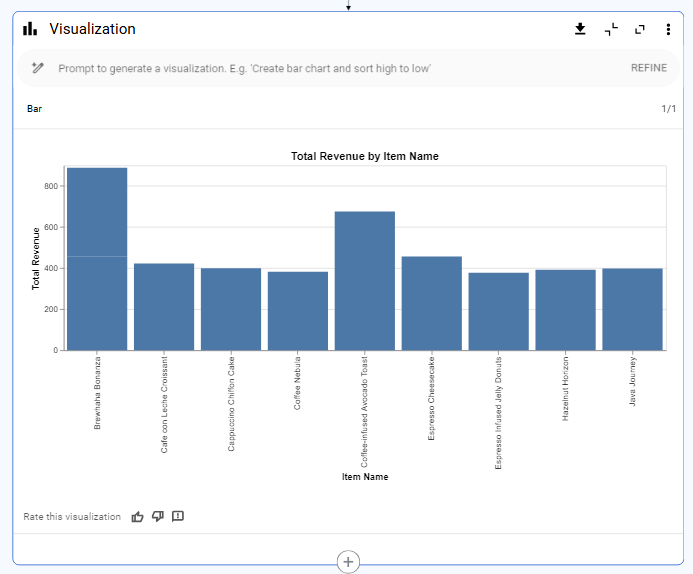 Visualization
Prompt to generate a visualization. E.g. 'Create bar chart and sort high to low'
REFINE
Bar
1/1
Total Revenue by Item Name
Total Revenue
800
600
400
200
0
Brewhaha Bonanza
Cafe con Leche Croissant
Cappuccino Chiffon Cake
Coffee Nebula
Coffee-infused Avocado Toast
Espresso Cheesecake
Espresso Infused Jelly Donuts
Hazelnut Horizon
Java Journey
Item Name
Rate this visualization